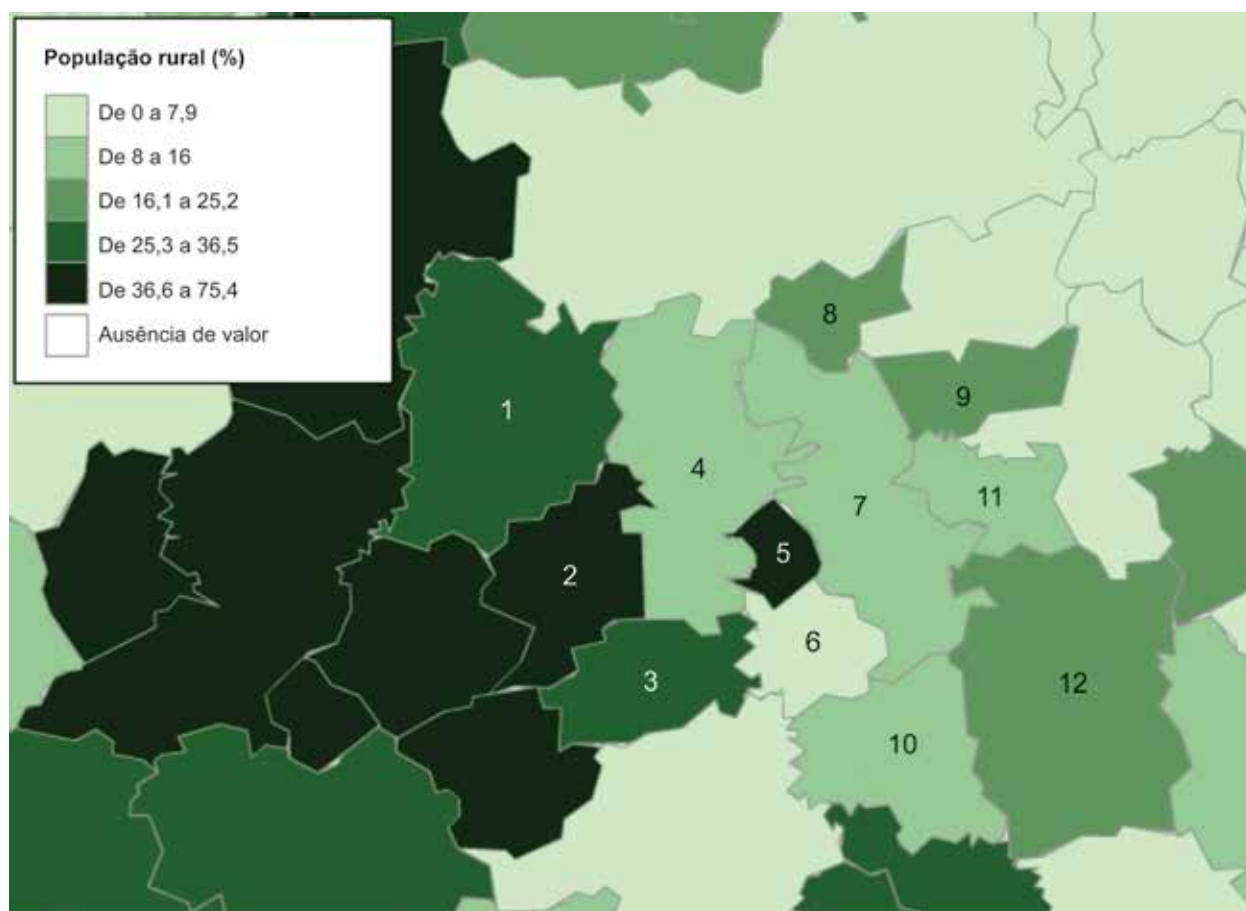 População rural (%)
De 0 a 7,9
De 8 a 16
De 16,1 a 25,2
De 25,3 a 36,5
De 36,6 a 75,4
Ausência de valor
8
9
1
4
11
7
5
2
6
3
12
10